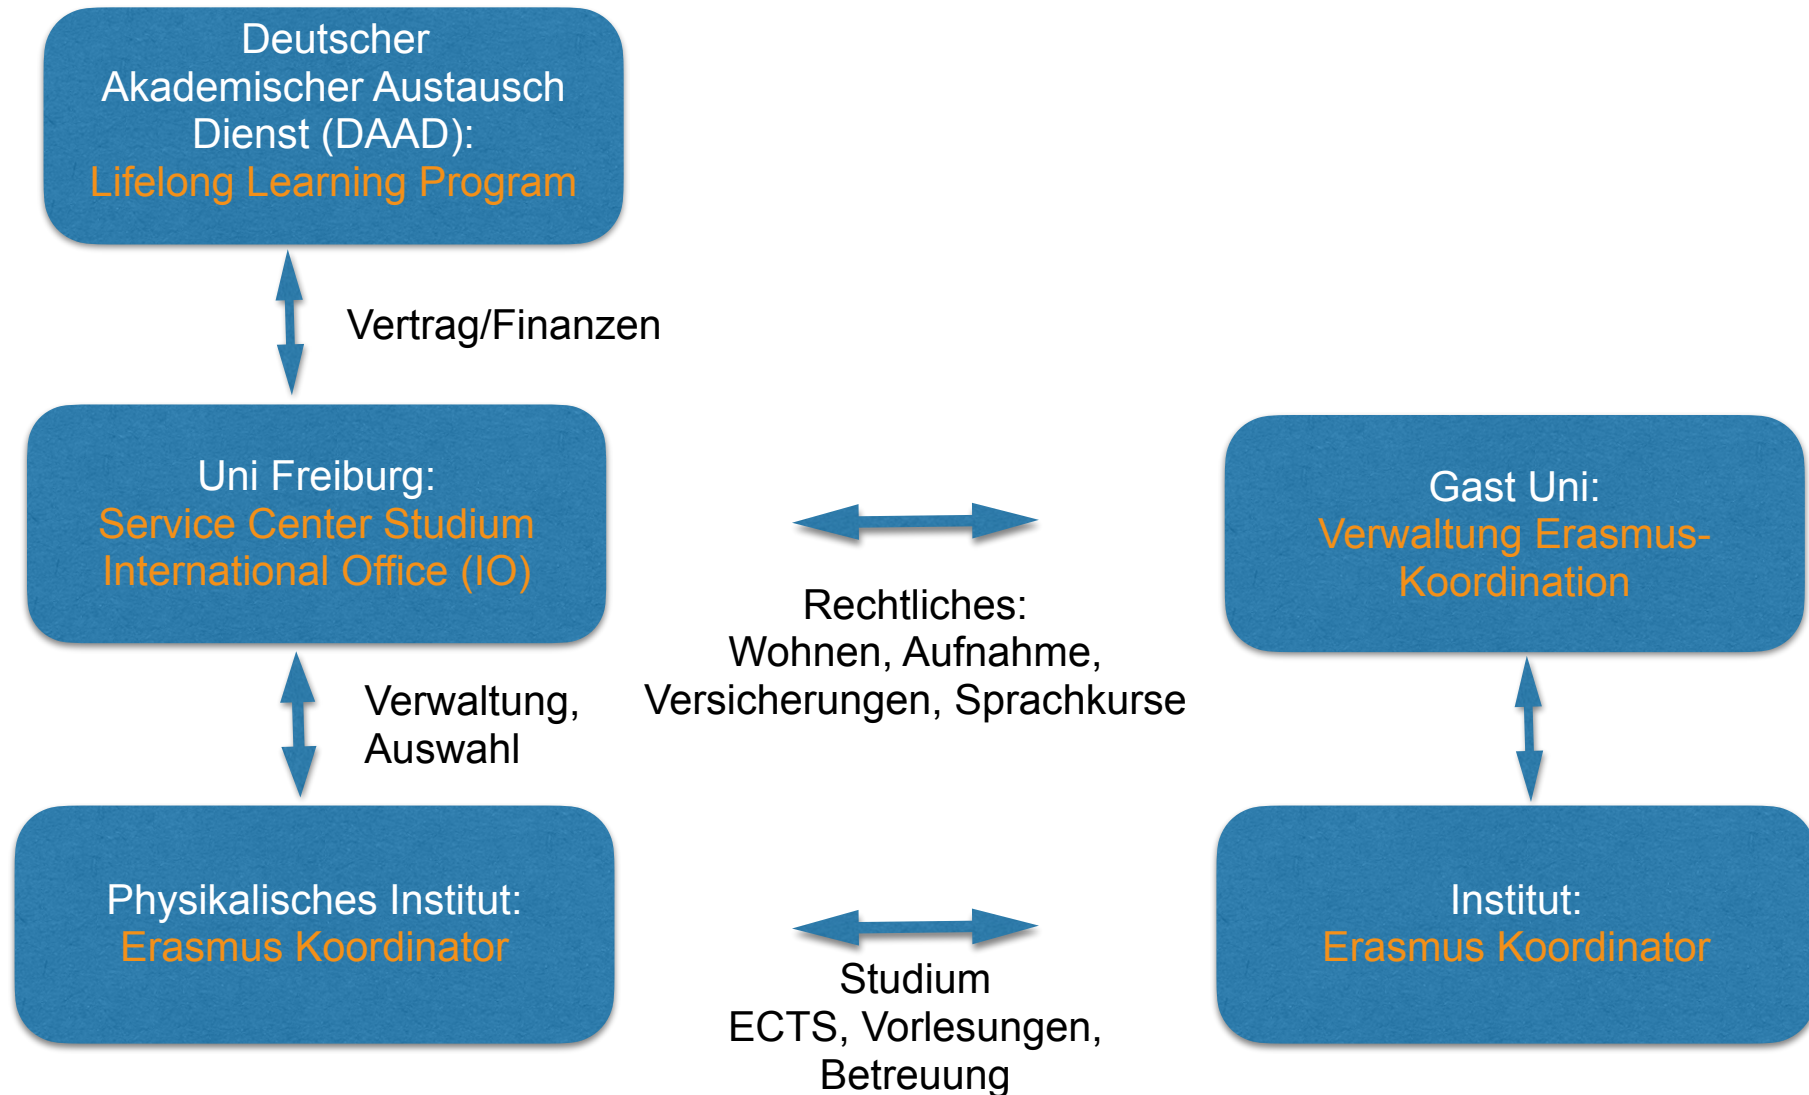 Deutscher
Akademischer Austausch
Dienst (DAAD):
Lifelong Learning Program
Vertrag/Finanzen
Uni Freiburg:
Service Center Studium
International Office (IO)
Gast Uni:
Verwaltung Erasmus-
Koordination
Rechtliches:
Wohnen, Aufnahme,
Versicherungen, Sprachkurse
Verwaltung,
Auswahl
Physikalisches Institut:
Erasmus Koordinator
Institut:
Erasmus Koordinator
Studium
ECTS, Vorlesungen,
Betreuung